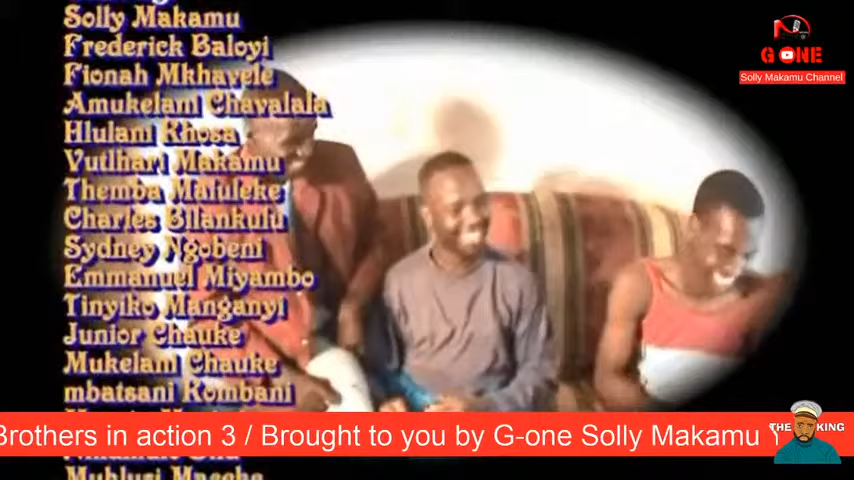 Solly Makamu
Frederick Baloyi
Fionah Mkhavele
Amukelani Chavalala
Hlulani Khosa
Vutlhari Makamu
Themba Maluleke
Charles Bilankulu
Sydney Ngobeni
Emmanuel Miyambo
Tinyiko Manganyi
Junior Chauke
Mukelani Chauke
mbatsani Kombani
G ONE
Solly Makamu Channel
Brothers in action 3 / Brought to you by G-one Solly Makamu Y
THE KING